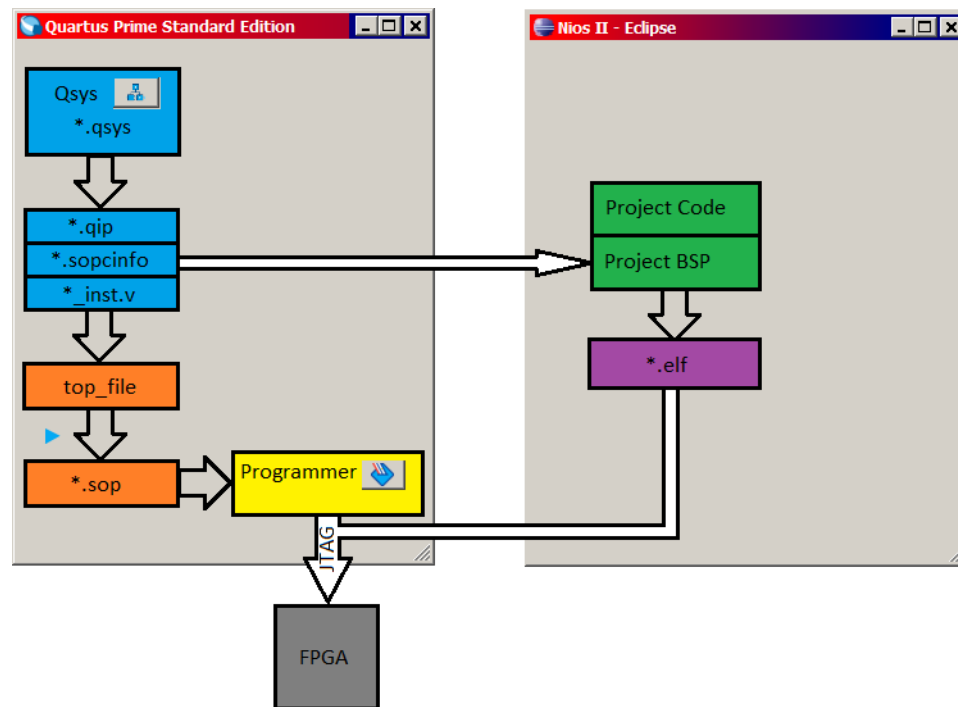 Quartus Prime Standard Edition
Qsys
*.qsys
*.qip
*.sopcinfo
*_inst.v
top_file
*.sop
Programmer
JTAG
FPGA
Nios II - Eclipse
Project Code
Project BSP
*.elf